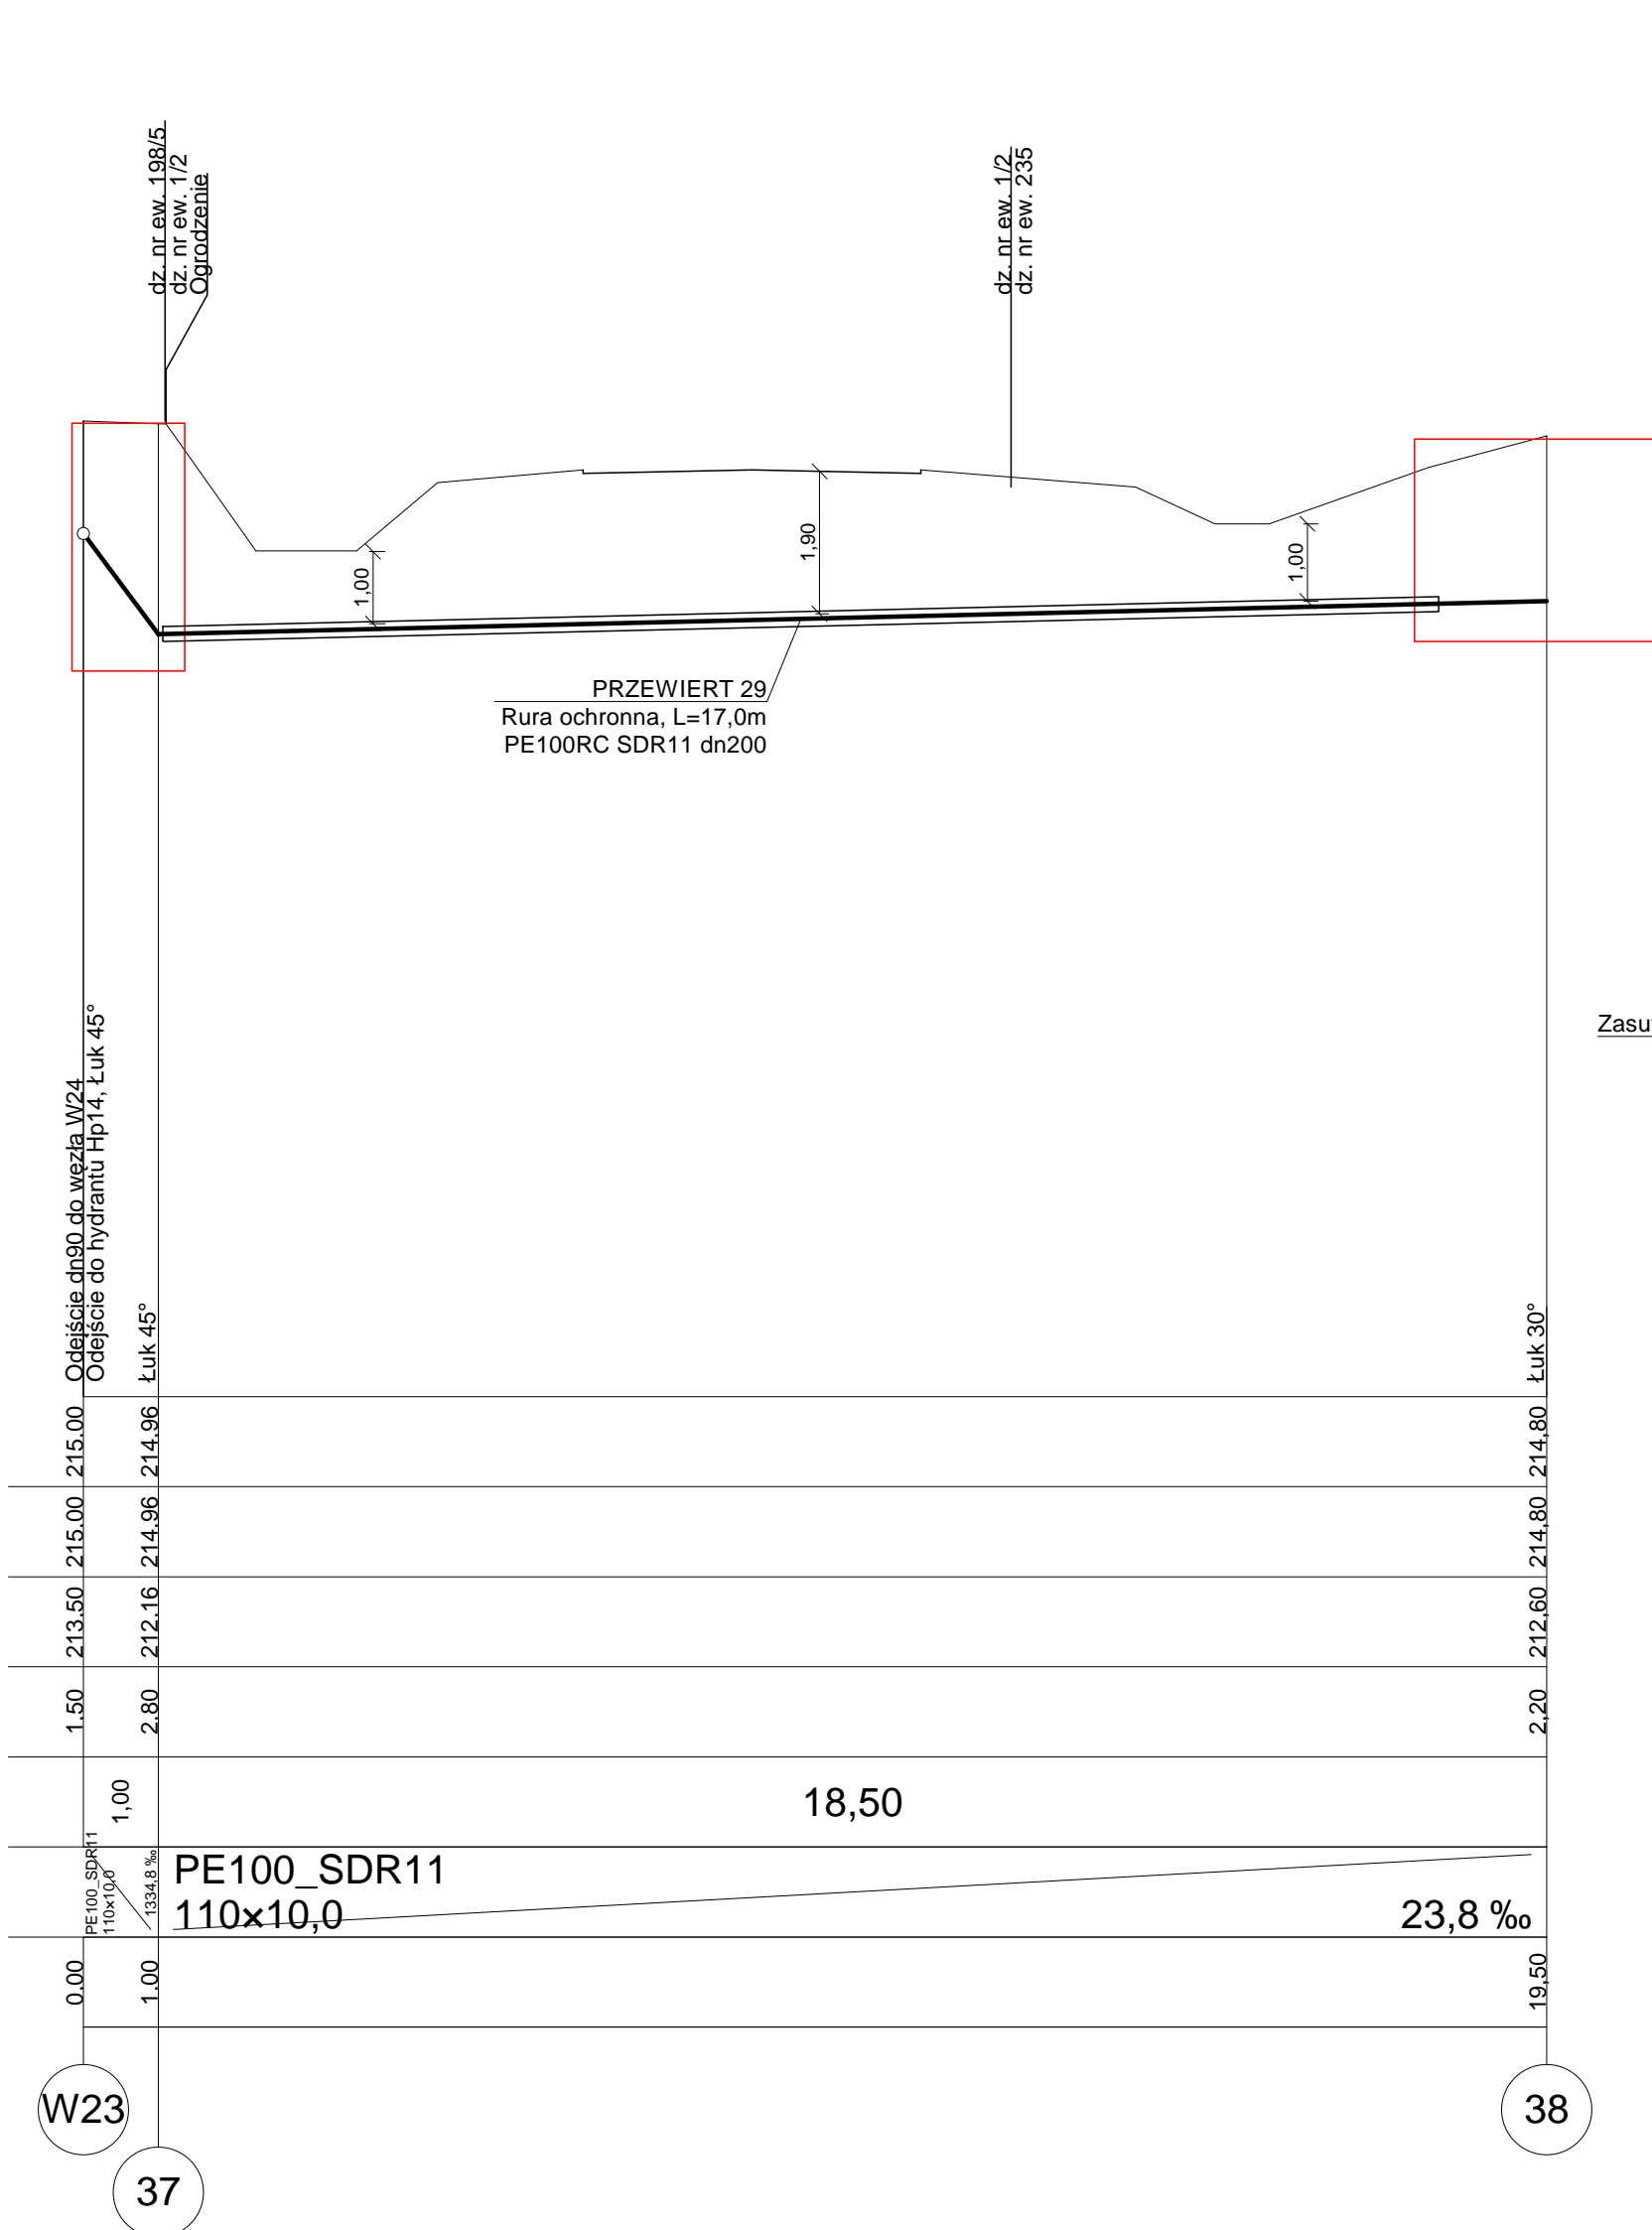 dz. nr ew. 198/5
dz. nr ew. 1/2
Ogrodzenie
dz. nr ew. 1/2
dz. nr ew. 235
1,00
1,90
1,00
PRZEWIERT 29
Rura ochronna, L=17,0m
PE100RC SDR11 dn200
Zasu
Odejście dn90 do węzła W24
Odejście do hydrantu Hp14, Łuk 45°
Łuk 45°
Łuk 30°
215.00
214.96
214,80
215.00
214.96
214,80
213.50
212.16
212,60
1.50
2.80
2,20
1,00
18,50
PE100_SDR11
110×10,0
1334,8 ‰
PE100_SDR11
110×10,0
23,8 ‰
0.00
1.00
19,50
W23
37
38